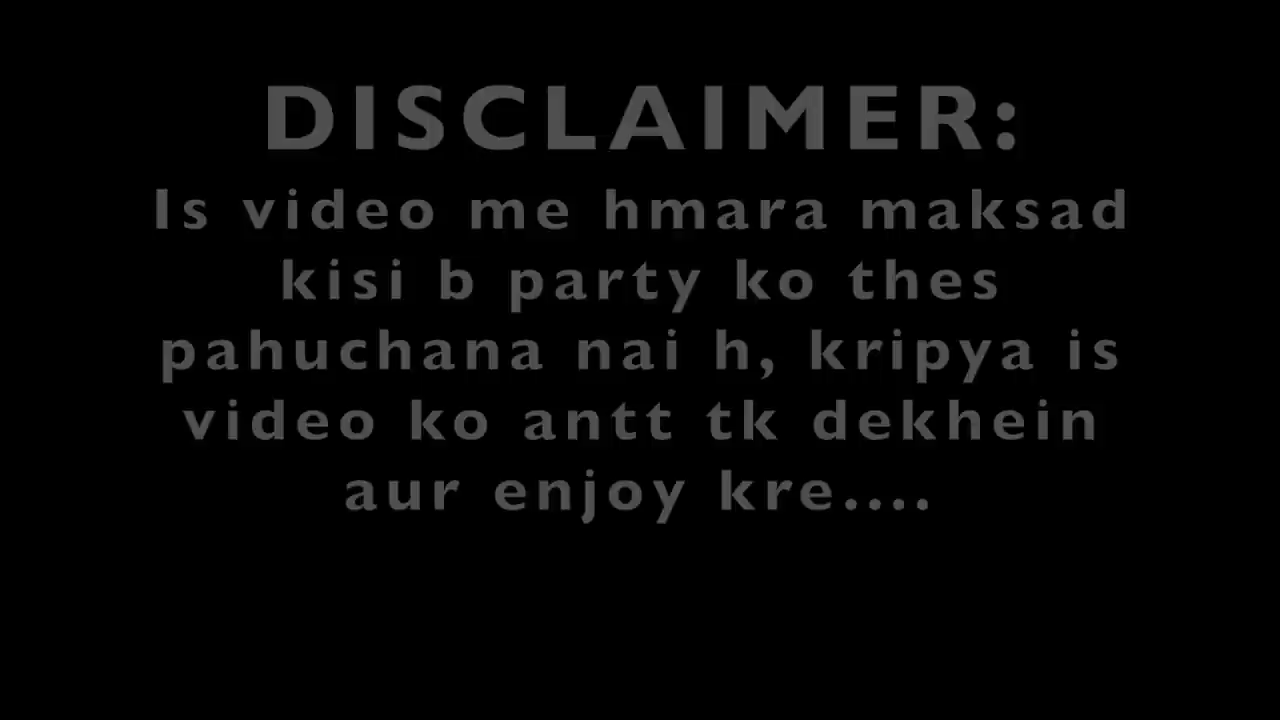 DISCLAIMER:
Is video me hmara maksad
kisi b party ko thes
pahuchana nai h, kripya is
video ko antt tk dekhein
aur enjoy kre....